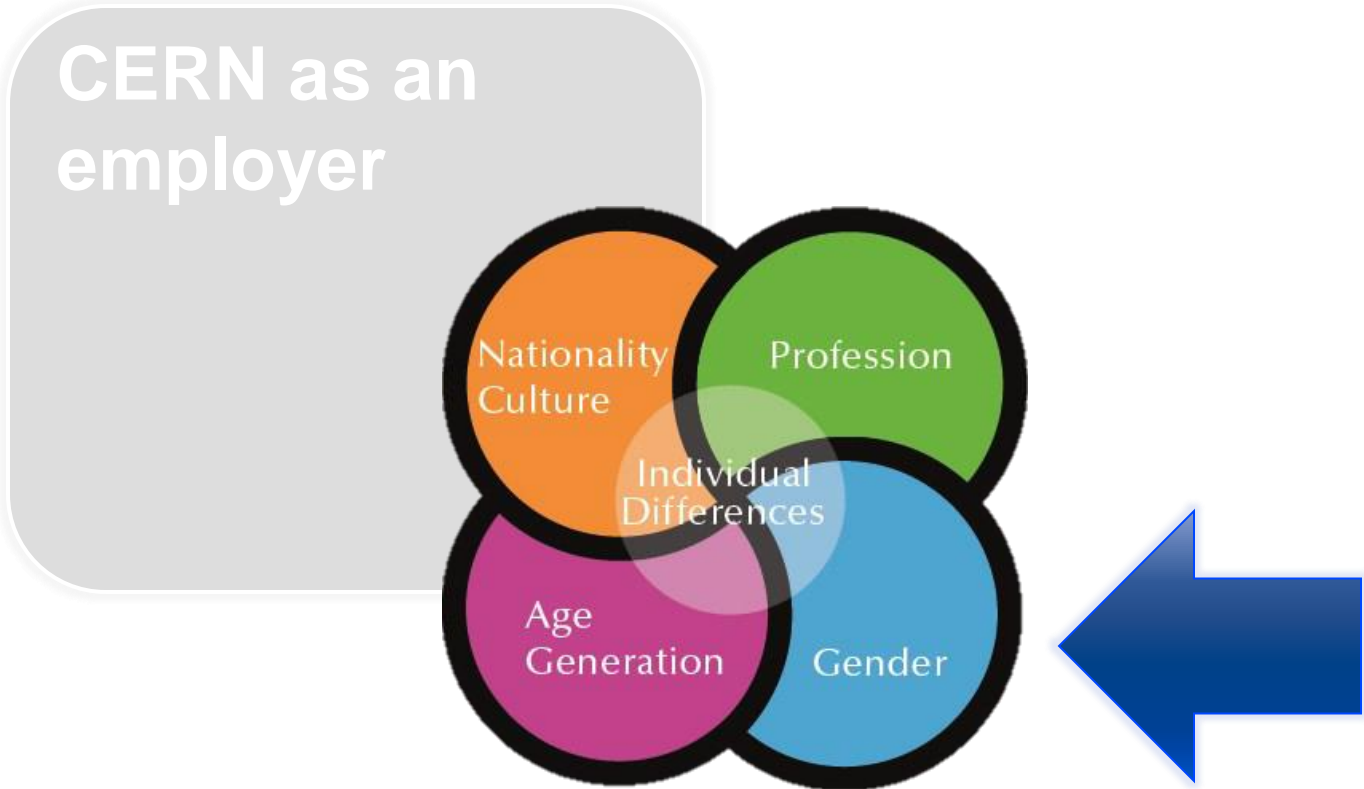 CERN as an
employer
Nationality
Culture
Profession
Individual
Differences
Age
Generation
Gender